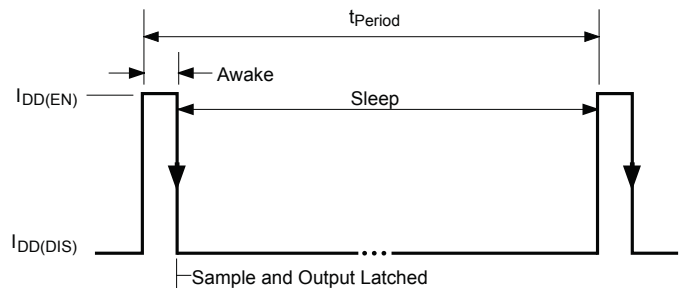 tPeriod
Awake
IDD(EN)
Sleep
IDD(DIS)
Sample and Output Latched